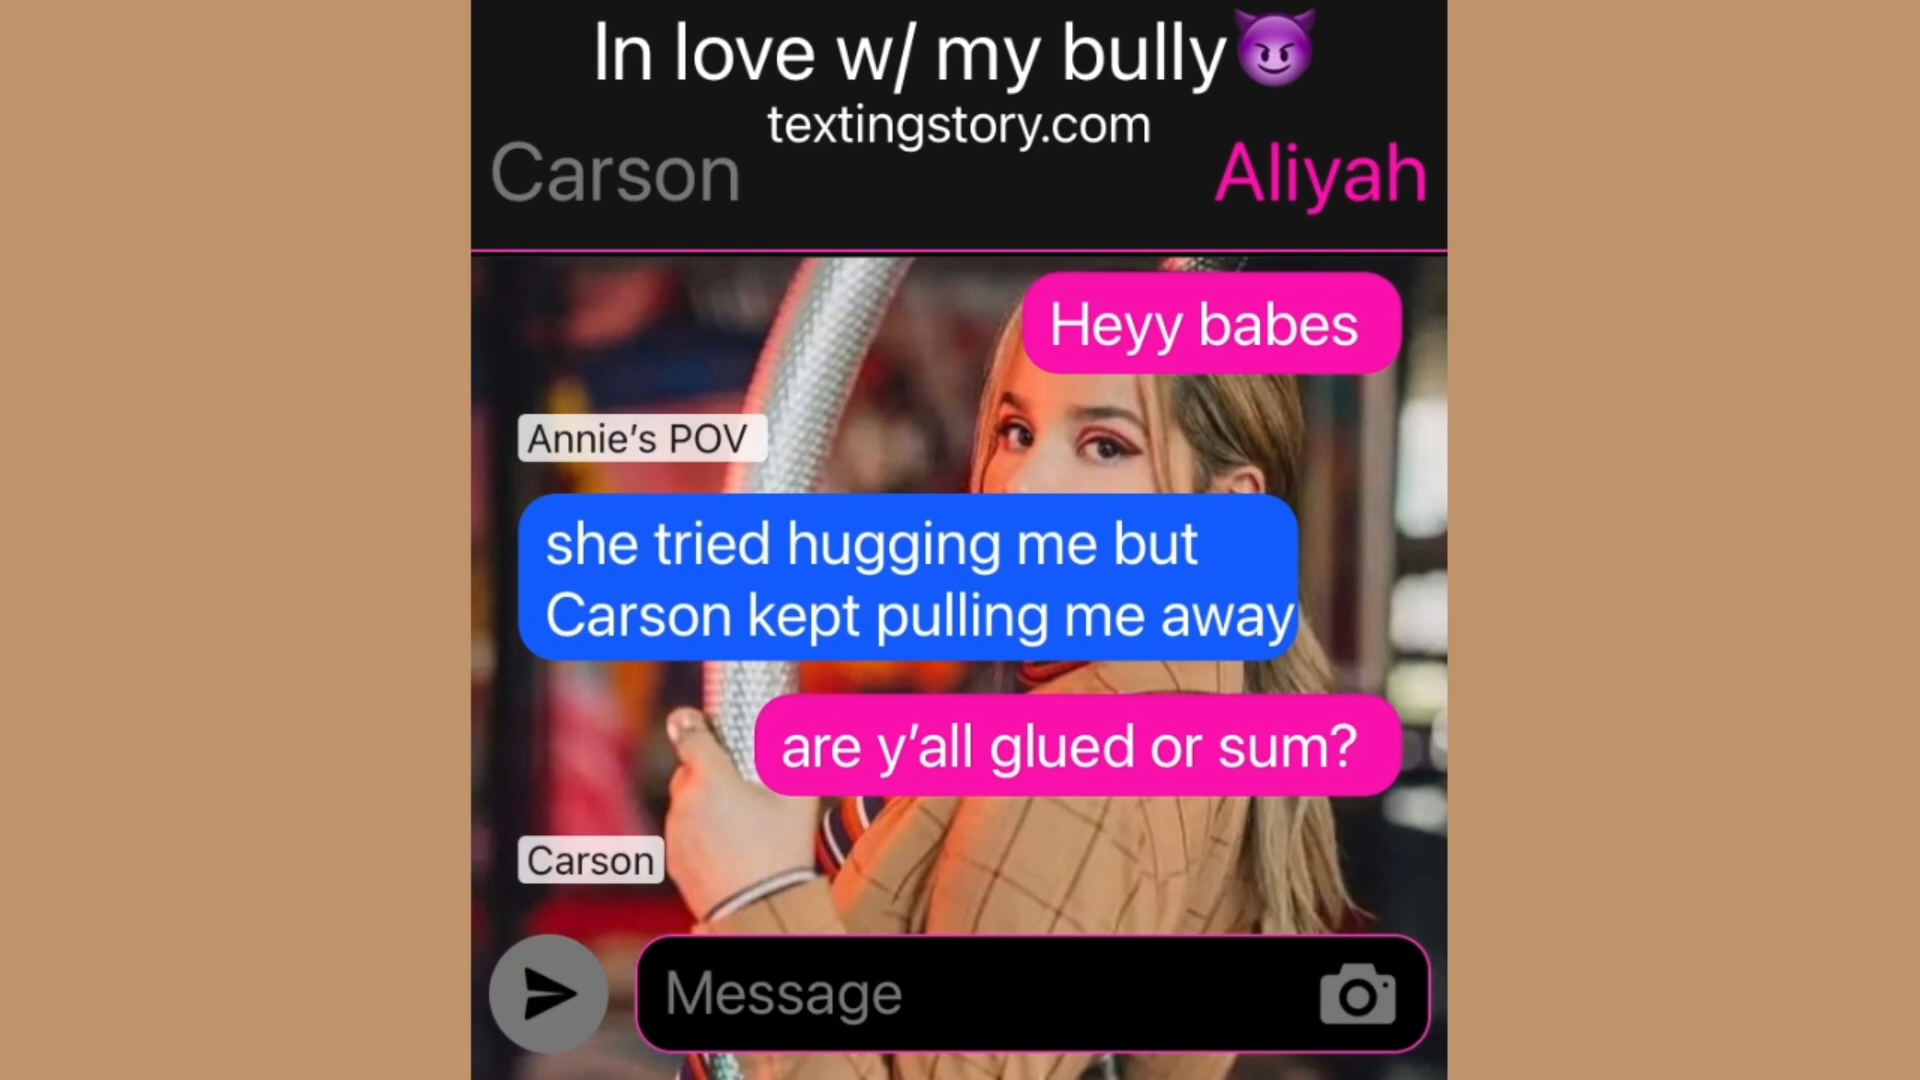 In love w/ my bully😈
textingstory.com
Carson
Aliyah
Heyy babes
Annie’s POV
she tried hugging me but
Carson kept pulling me away
are y’all glued or sum?
Carson
Message